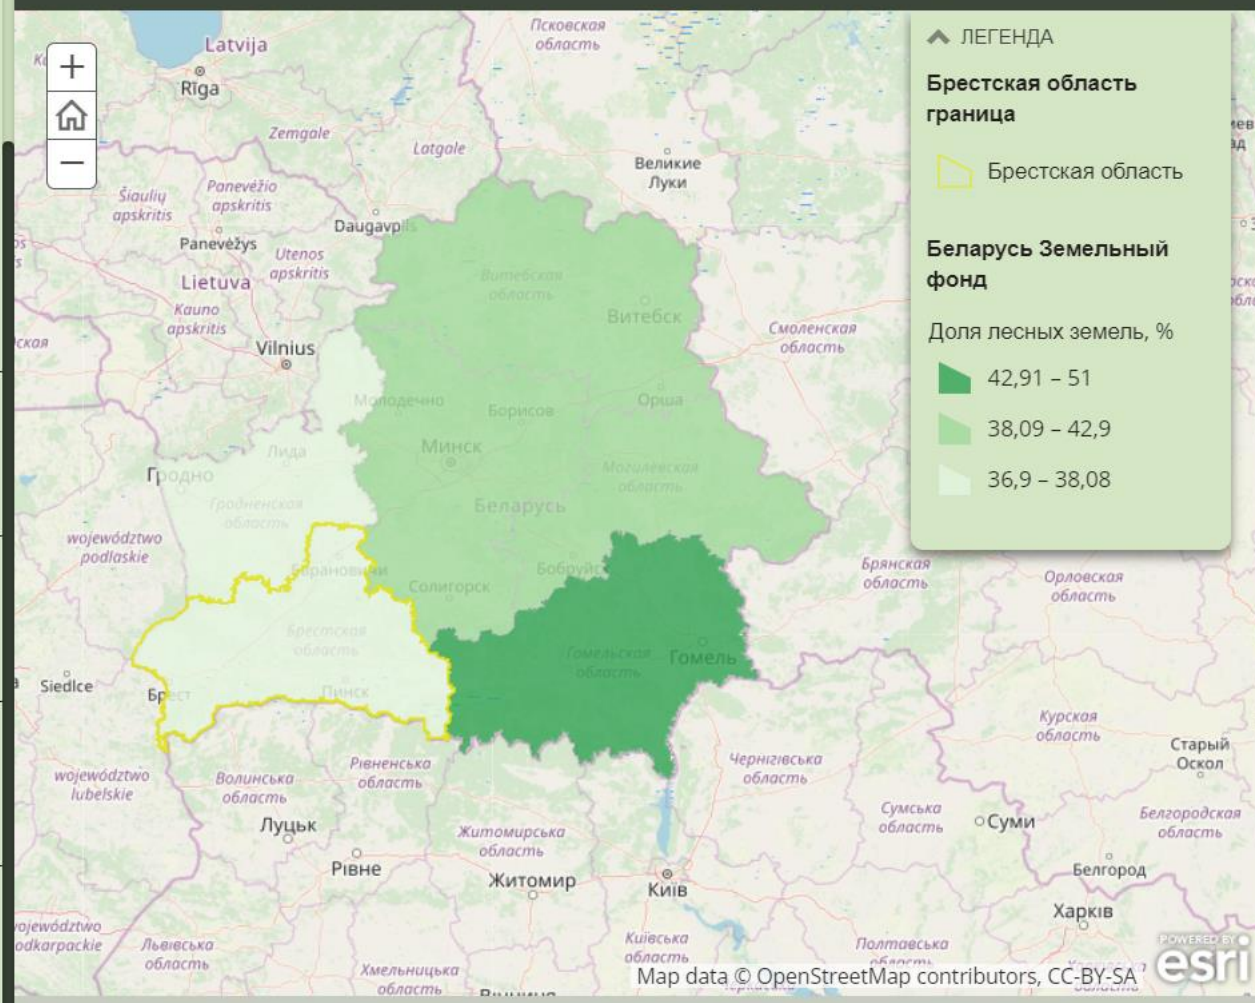 Псковская
область
Latvija
Rīga
Zemgale
Latgale
Великие
Луки
Šiaulių
apskritis
Panevėžio
apskritis
Daugavpils
Panevėžys
Utenos
apskritis
Lietuva
Kauno
apskritis
Vilnius
Витебская
область
Витебск
Смоленская
область
Молодечно
Борисов
Орша
Минск
Лида
Гродно
Могилевская
область
Гродненская
область
Беларусь
województwo
podlaskie
Барановичи
Солигорск
Бобруйск
Брянская
область
Орловская
область
Брестская
область
Гомельская
область
Гомель
Siedlce
Брест
Пинск
Курская
область
Старый
Оскол
województwo
lubelskie
Волинська
область
Рівненська
область
Чернігівська
область
Луцьк
Житомирська
область
Сумська
область
Суми
Белгородская
область
Рівне
Житомир
Київ
Белгород
Харків
województwo
podkarpackie
Львівська
область
Київська
область
Полтавська
область
Хмельницька
область
Вінниця
ЛЕГЕНДА
Брестская область
граница
Брестская область
Беларусь Земельный
фонд
Доля лесных земель, %
42,91 – 51
38,09 – 42,9
36,9 – 38,08
Map data © OpenStreetMap contributors, CC-BY-SA
POWERED BY
esri